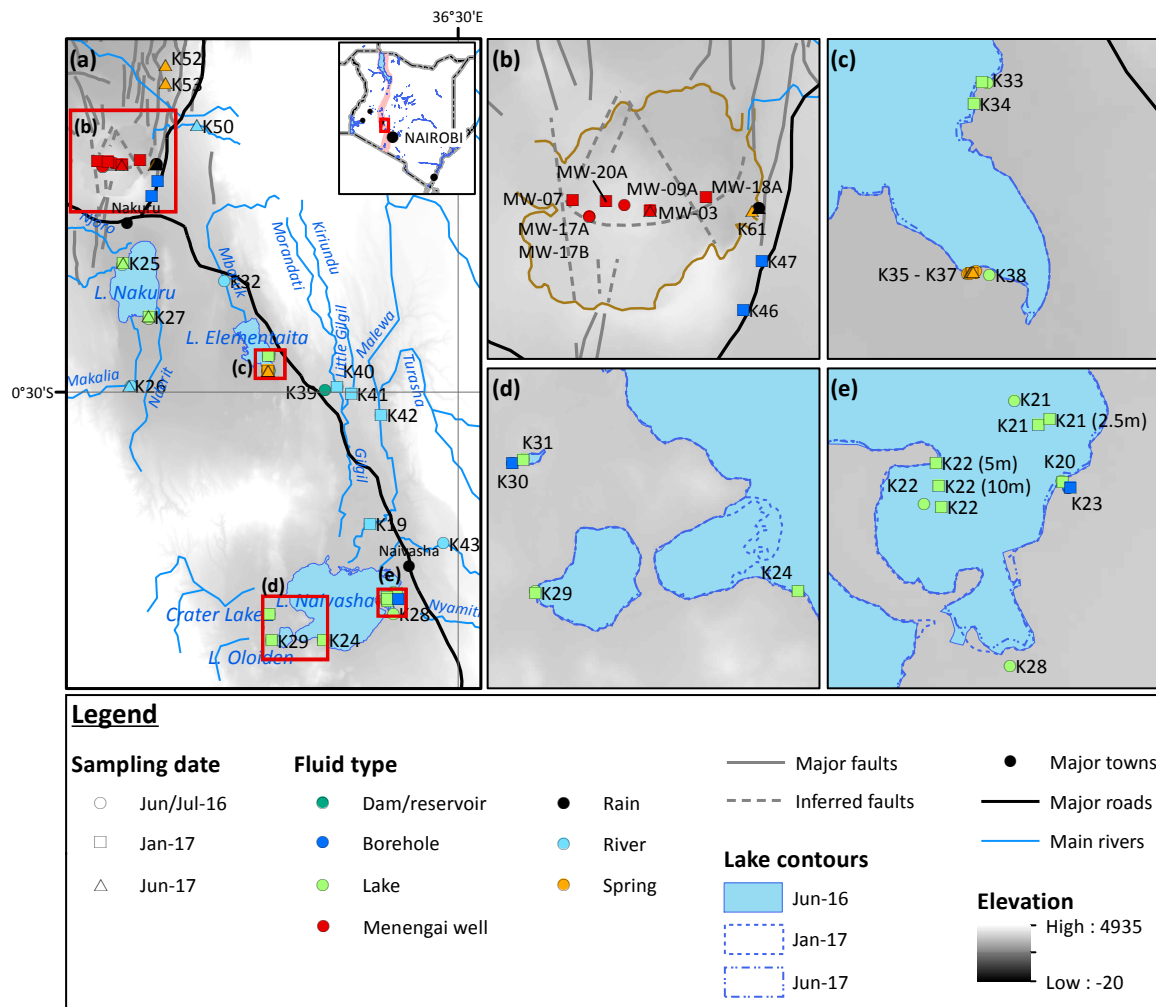 36°30'E
0°30'S
(a)
K52
K53
K50
(b)
NAIROBI
Nakuru
Njoro
K25
L. Nakuru
K27
Mbaruk
K32
Morandati
Kiriundu
Little Gilgil
Malewa
Turasha
L. Elementaita
(c)
Makalia
K26
Nderit
K39
K40
K41
K42
Gilgil
K19
K43
Naivasha
(d)
(e)
L. Naivasha
Crater Lake
K28
Nyamithi
K29
K24
L. Oloiden
(b)
MW-20A
MW-09A
MW-18A
MW-07
MW-03
MW-17A
MW-17B
K61
K47
K46
(c)
K33
K34
K35 - K37
K38
(d)
K31
K30
K29
K24
(e)
K21
K21 (2.5m)
K21
K22 (5m)
K20
K22
K22 (10m)
K23
K22
K28
Legend
Sampling date
Jun/Jul-16
Jan-17
Jun-17
Fluid type
Dam/reservoir
Borehole
Lake
Menengai well
Rain
River
Spring
Major faults
Inferred faults
Lake contours
Jun-16
Jan-17
Jun-17
Major towns
Major roads
Main rivers
Elevation
High : 4935
Low : -20